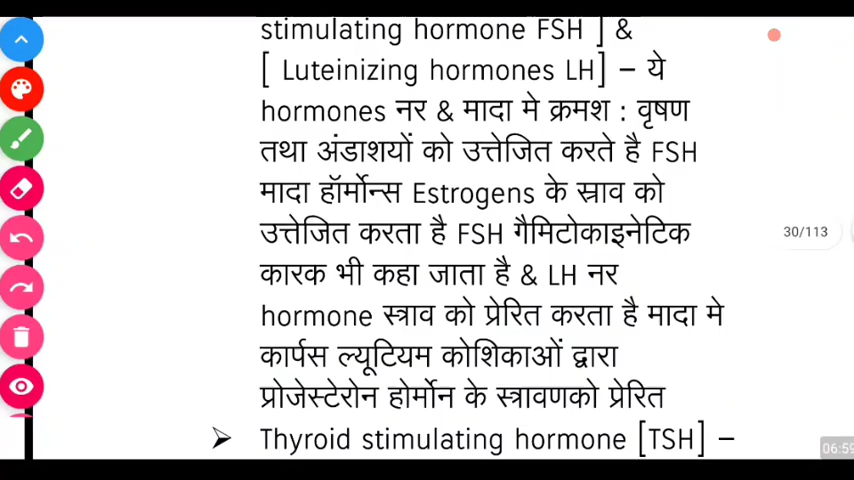 stimulating hormone FSH ] &
[ Luteinizing hormones LH] – ये
hormones नर & मादा मे क्रमश : वृषण
तथा अंडाशयों को उत्तेजित करते है FSH
मादा हॉर्मोन्स Estrogens के स्राव को
उत्तेजित करता है FSH गैमिटोकाइनेटिक
30/113
कारक भी कहा जाता है & LH नर
hormone स्त्राव को प्रेरित करता है मादा मे
कार्पस ल्यूटियम कोशिकाओं द्वारा
प्रोजेस्टेरोन होर्मोन के स्त्रावणको प्रेरित
➤ Thyroid stimulating hormone [TSH] –
06:59